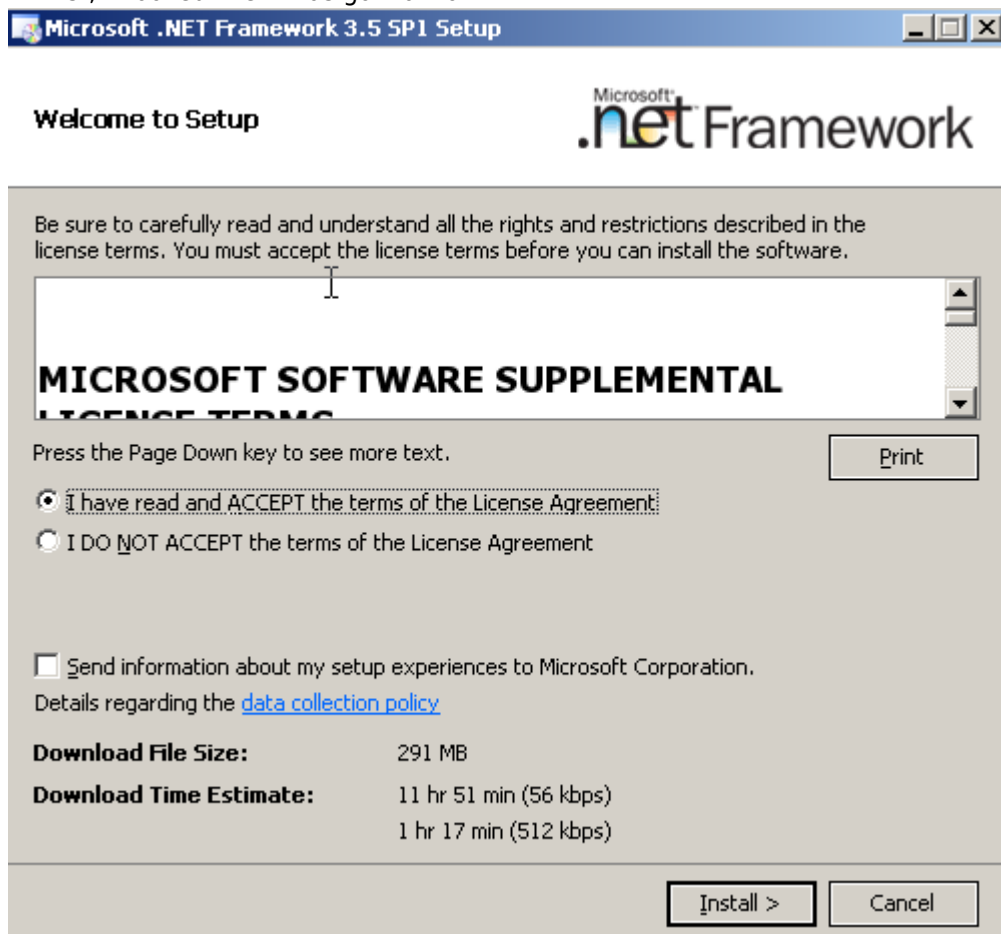 Microsoft .NET Framework 3.5 SP1 Setup
Welcome to Setup
Microsoft
.net Framework
Be sure to carefully read and understand all the rights and restrictions described in the
license terms. You must accept the license terms before you can install the software.
MICROSOFT SOFTWARE SUPPLEMENTAL
LICENSE TERMS
Press the Page Down key to see more text.
Print
I have read and ACCEPT the terms of the License Agreement
I DO NOT ACCEPT the terms of the License Agreement
Send information about my setup experiences to Microsoft Corporation.
Details regarding the data collection policy
Download File Size: 291 MB
Download Time Estimate: 11 hr 51 min (56 kbps)
1 hr 17 min (512 kbps)
Install >
Cancel